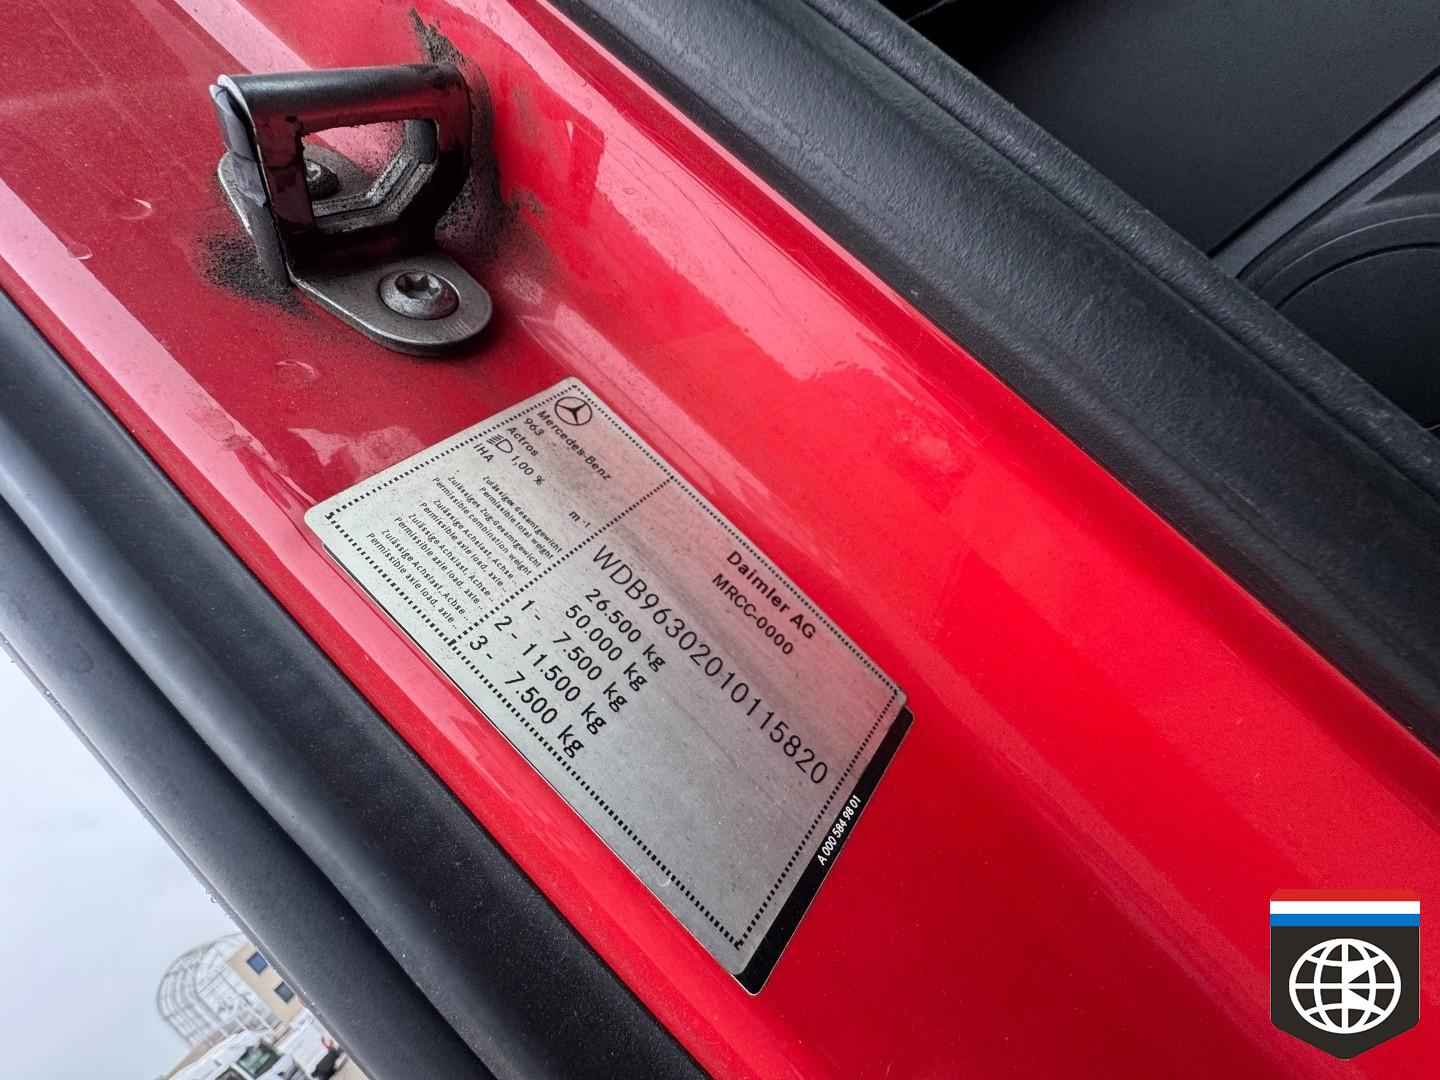 Mercedes-Benz
963
Actros
1,00 %
IHA
m⁻¹
Daimler AG
MRCC-0000
WDB96302010115820
Zulässiges Gesamtgewicht
Permissible total weight
26.500 kg
Zulässiges Zug-Gesamtgewicht
Permissible combination weight
50.000 kg
Zulässige Achslast, Achse..
Permissible axle load, axle..
1 - 7.500 kg
Zulässige Achslast, Achse..
Permissible axle load, axle..
2 - 11.500 kg
Zulässige Achslast, Achse..
Permissible axle load, axle..
3 - 7.500 kg
A 000 584 98 01